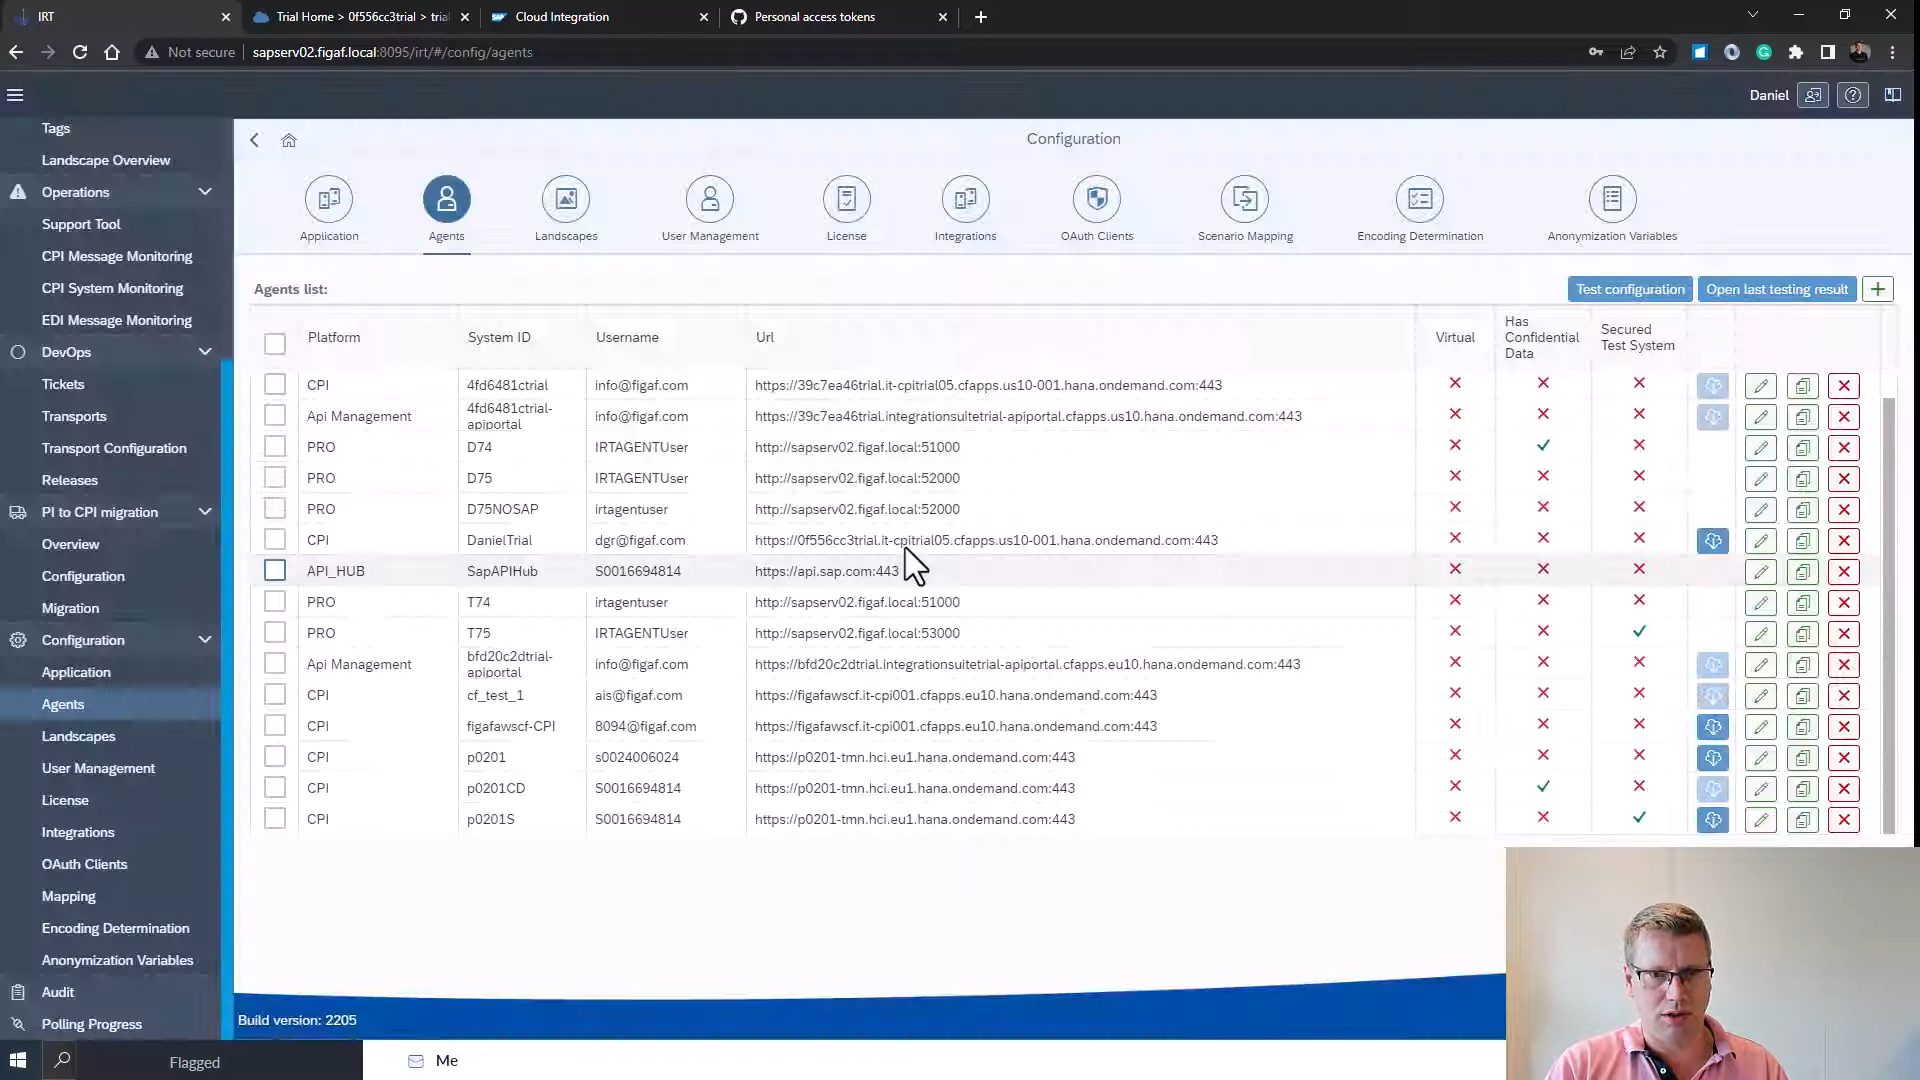 IRT
Trial Home > 0f556cc3trial > trial
Cloud Integration
Personal access tokens
Not secure
sapserv02.figaf.local:8095/irt/#/config/agents
Daniel
Tags
Landscape Overview
Operations
Support Tool
CPI Message Monitoring
CPI System Monitoring
EDI Message Monitoring
DevOps
Tickets
Transports
Transport Configuration
Releases
PI to CPI migration
Overview
Configuration
Migration
Configuration
Application
Agents
Landscapes
User Management
License
Integrations
OAuth Clients
Mapping
Encoding Determination
Anonymization Variables
Audit
Polling Progress
Configuration
Application
Agents
Landscapes
User Management
License
Integrations
OAuth Clients
Scenario Mapping
Encoding Determination
Anonymization Variables
Agents list:
Test configuration
Open last testing result
Platform System ID Username Url Virtual Has Confidential Data Secured Test System
CPI 4fd6481ctrial info@figaf.com https://39c7ea46trial.it-cpitrial05.cfapps.us10-001.hana.ondemand.com:443
Api Management 4fd6481ctrial-apiportal info@figaf.com https://39c7ea46trial.integrationsuitetrial-apiportal.cfapps.us10.hana.ondemand.com:443
PRO D74 IRTAGENTUser http://sapserv02.figaf.local:51000
PRO D75 IRTAGENTUser http://sapserv02.figaf.local:52000
PRO D75NOSAP irtagentuser http://sapserv02.figaf.local:52000
CPI DanielTrial dgr@figaf.com https://0f556cc3trial.it-cpitrial05.cfapps.us10-001.hana.ondemand.com:443
API_HUB SapAPIHub S0016694814 https://api.sap.com:443
PRO T74 irtagentuser http://sapserv02.figaf.local:51000
PRO T75 IRTAGENTUser http://sapserv02.figaf.local:53000
Api Management bfd20c2dtrial-apiportal info@figaf.com https://bfd20c2dtrial.integrationsuitetrial-apiportal.cfapps.eu10.hana.ondemand.com:443
CPI cf_test_1 ais@figaf.com https://figafawscf.it-cpi001.cfapps.eu10.hana.ondemand.com:443
CPI figafawscf-CPI 8094@figaf.com https://figafawscf.it-cpi001.cfapps.eu10.hana.ondemand.com:443
CPI p0201 s0024006024 https://p0201-tmn.hci.eu1.hana.ondemand.com:443
CPI p0201CD S0016694814 https://p0201-tmn.hci.eu1.hana.ondemand.com:443
CPI p0201S S0016694814 https://p0201-tmn.hci.eu1.hana.ondemand.com:443
Build version: 2205
Flagged
Me